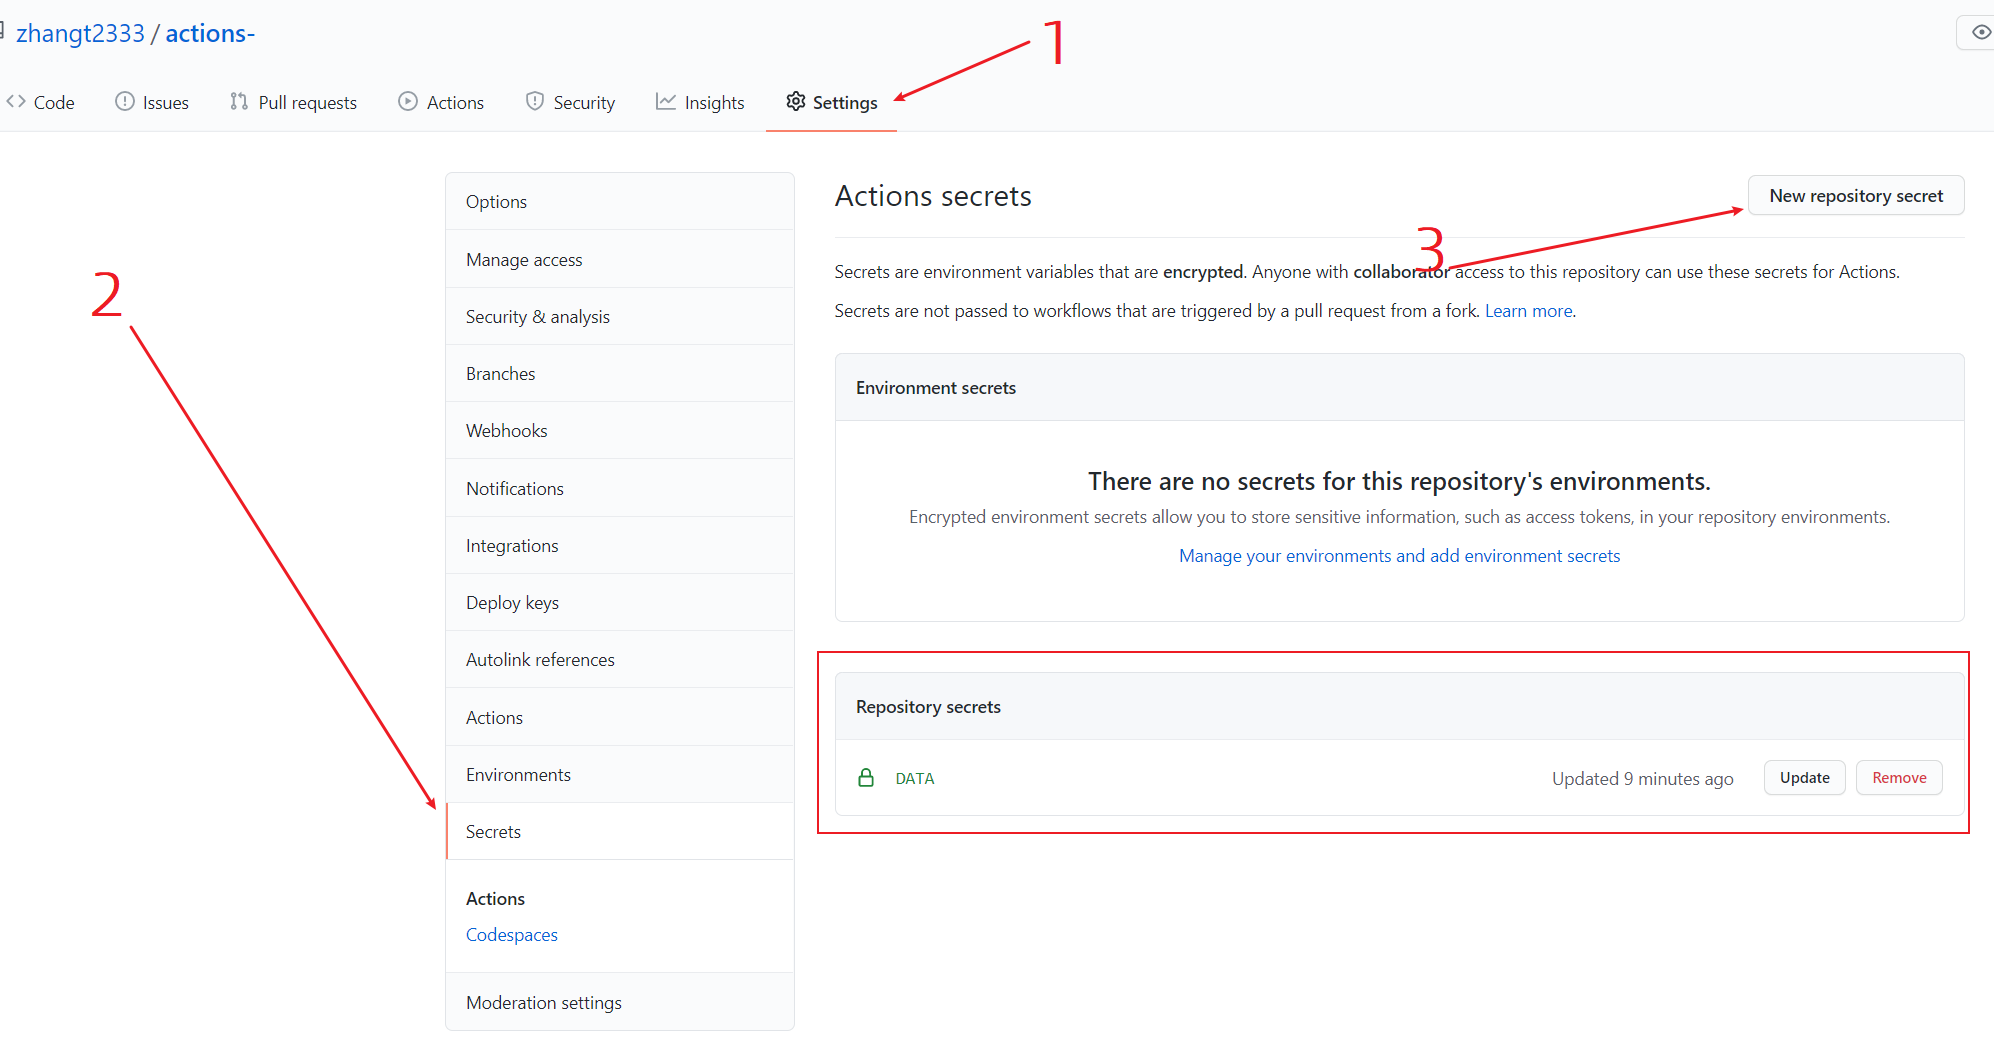 zhangt2333 / actions-
1
Code Issues Pull requests Actions Security Insights Settings
Options
Manage access
Security & analysis
Branches
Webhooks
Notifications
Integrations
Deploy keys
Autolink references
Actions
Environments
Secrets
Actions
Codespaces
Moderation settings
2
Actions secrets
New repository secret
3
Secrets are environment variables that are encrypted. Anyone with collaborator access to this repository can use these secrets for Actions.
Secrets are not passed to workflows that are triggered by a pull request from a fork. Learn more.
Environment secrets
There are no secrets for this repository's environments.
Encrypted environment secrets allow you to store sensitive information, such as access tokens, in your repository environments.
Manage your environments and add environment secrets
Repository secrets
DATA Updated 9 minutes ago Update Remove